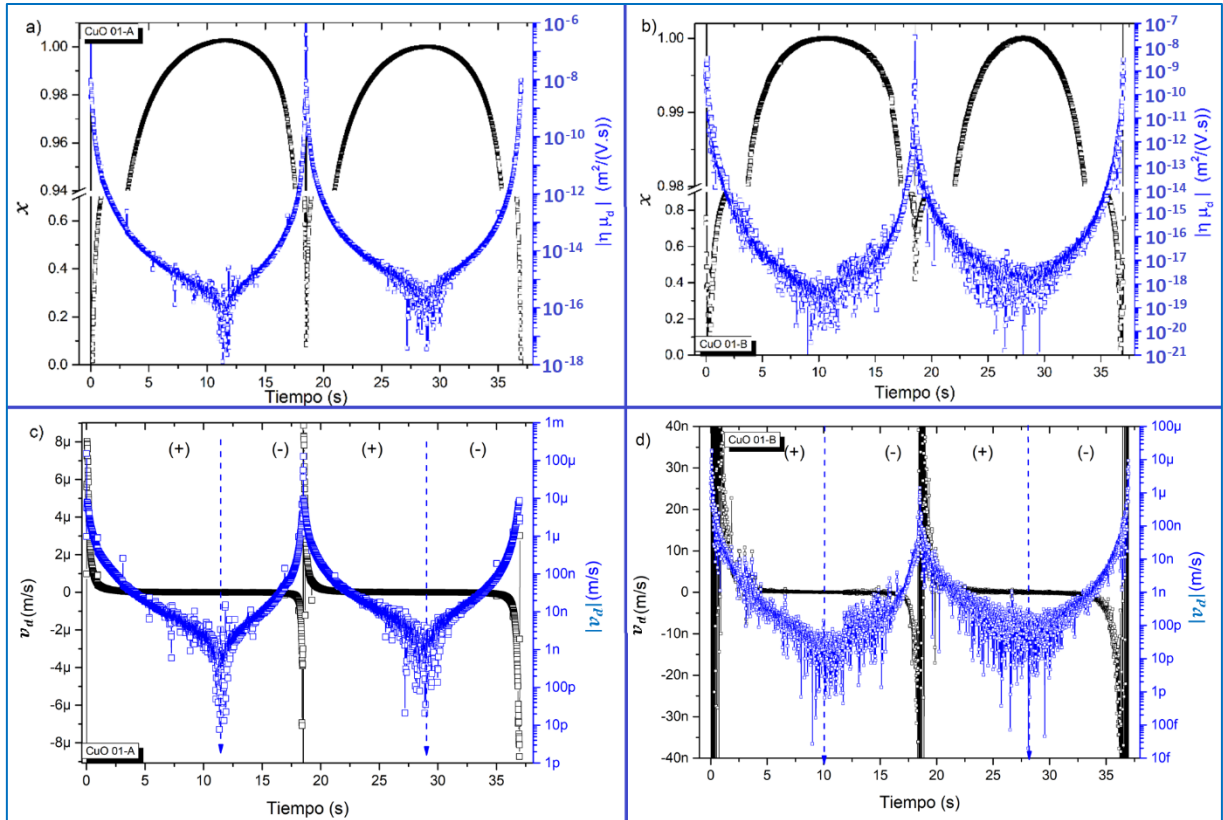 a)
CuO 01-A
1.00
0.98
0.96
0.94
0.6
0.4
0.2
0.0
x
10⁻⁶
10⁻⁸
10⁻¹⁰
10⁻¹²
10⁻¹⁴
10⁻¹⁶
10⁻¹⁸
|η μd| (m²/(V.s))
0 5 10 15 20 25 30 35
Tiempo (s)
b)
1.00
0.99
0.98
0.8
0.6
0.4
0.2
0.0
x
CuO 01-B
10⁻⁷
10⁻⁸
10⁻⁹
10⁻¹⁰
10⁻¹¹
10⁻¹²
10⁻¹³
10⁻¹⁴
10⁻¹⁵
10⁻¹⁶
10⁻¹⁷
10⁻¹⁸
10⁻¹⁹
10⁻²⁰
10⁻²¹
|η μd| (m²/(V.s))
0 5 10 15 20 25 30 35
Tiempo (s)
c)
(+) (-) (+) (-)
8µ
6µ
4µ
2µ
0
-2µ
-4µ
-6µ
-8µ
vd (m/s)
CuO 01-A
1m
100µ
10µ
1µ
100n
10n
1n
100p
10p
1p
|vd| (m/s)
0 5 10 15 20 25 30 35
Tiempo (s)
d)
CuO 01-B
(+) (-) (+) (-)
40n
30n
20n
10n
0
-10n
-20n
-30n
-40n
vd (m/s)
100µ
10µ
1µ
100n
10n
1n
100p
10p
1p
100f
10f
|vd| (m/s)
0 5 10 15 20 25 30 35
Tiempo (s)